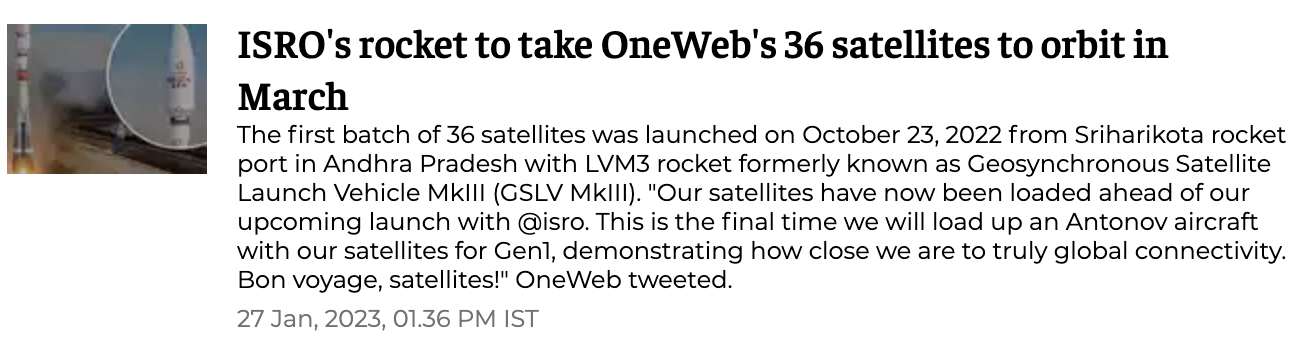 ISRO's rocket to take OneWeb's 36 satellites to orbit in
March
The first batch of 36 satellites was launched on October 23, 2022 from Sriharikota rocket
port in Andhra Pradesh with LVM3 rocket formerly known as Geosynchronous Satellite
Launch Vehicle MkIII (GSLV MkIII). "Our satellites have now been loaded ahead of our
upcoming launch with @isro. This is the final time we will load up an Antonov aircraft
with our satellites for Gen1, demonstrating how close we are to truly global connectivity.
Bon voyage, satellites!" OneWeb tweeted.
27 Jan, 2023, 01.36 PM IST